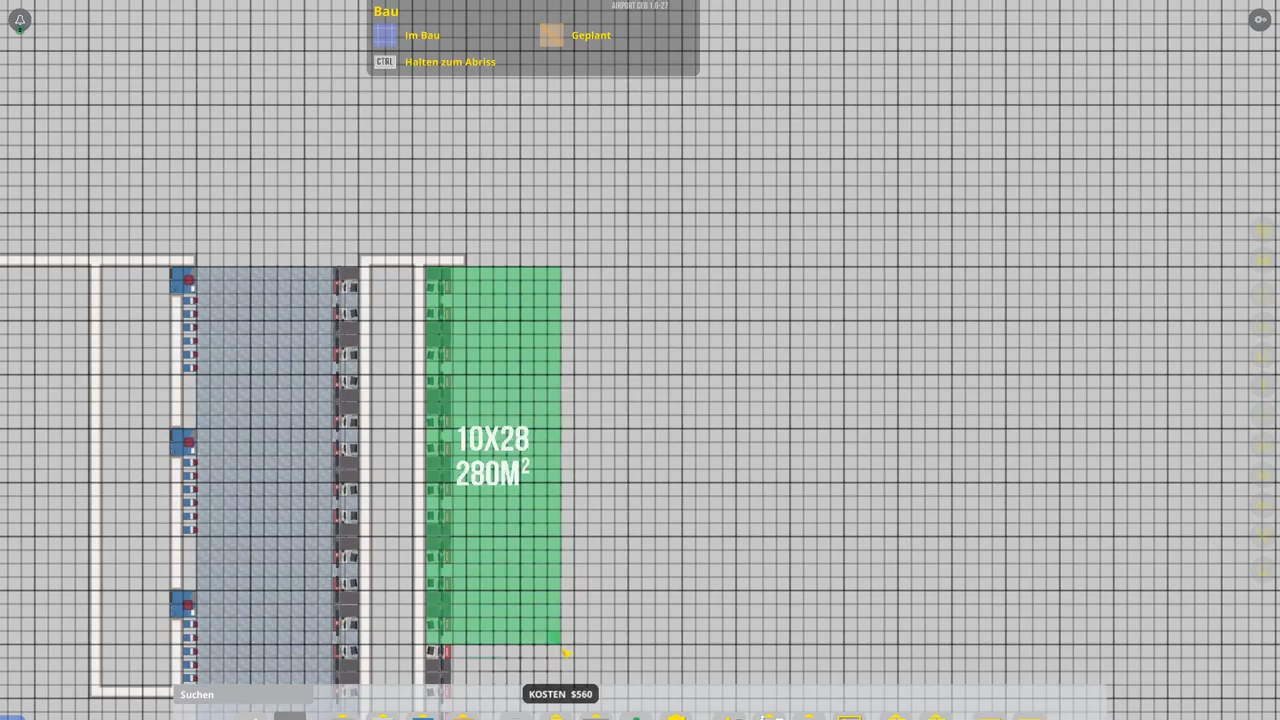 AIRPORT CEO 1.0-27
Bau
Im Bau
Geplant
CTRL
Halten zum Abriss
10X28
280M²
Suchen
KOSTEN $560